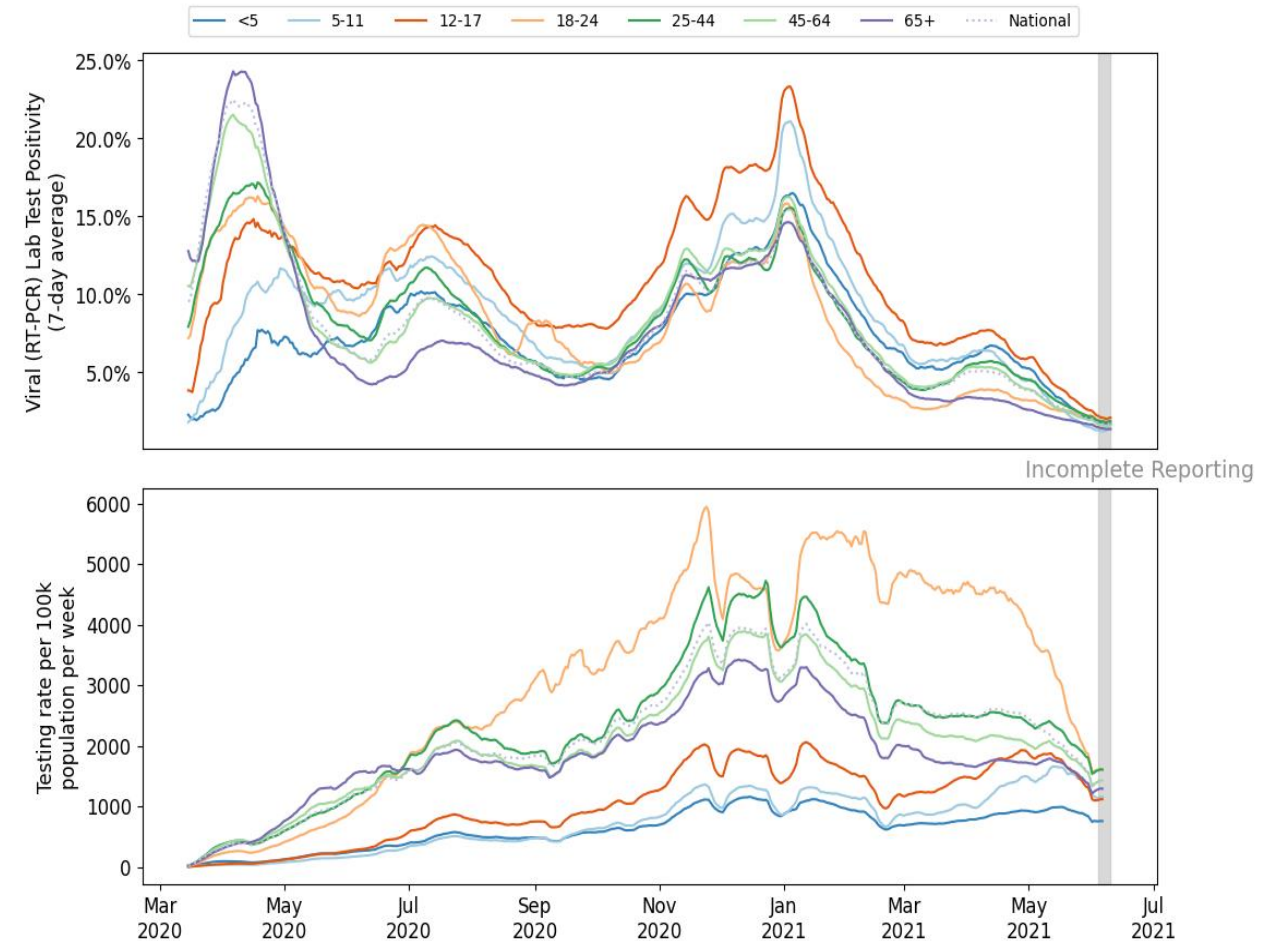 <5 5-11 12-17 18-24 25-44 45-64 65+ National
Viral (RT-PCR) Lab Test Positivity
(7-day average)
25.0%
20.0%
15.0%
10.0%
5.0%
Incomplete Reporting
Testing rate per 100k
population per week
6000
5000
4000
3000
2000
1000
0
Mar May Jul Sep Nov Jan Mar May Jul
2020 2020 2020 2020 2020 2021 2021 2021 2021